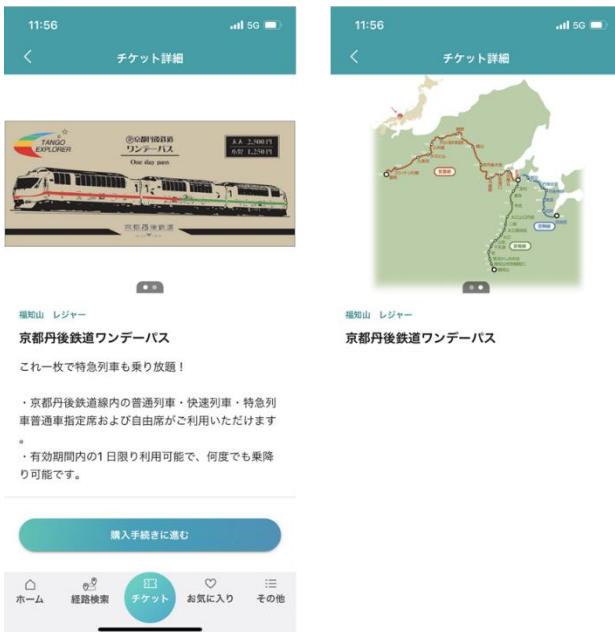 11:56
5G
チケット詳細
TANGO
EXPLORER
京都丹後鉄道
ワンデーパス
One day pass
大人 2,500円
小児 1,250円
京都丹後鉄道
福知山 レジャー
京都丹後鉄道ワンデーパス
これ一枚で特急列車も乗り放題！
・京都丹後鉄道線内の普通列車・快速列車・特急列
車普通車指定席および自由席がご利用いただけます
。
・有効期間内の1日限り利用可能で、何度でも乗降
り可能です。
購入手続きに進む
ホーム
経路検索
チケット
お気に入り
その他
11:56
5G
チケット詳細
福知山 レジャー
京都丹後鉄道ワンデーパス